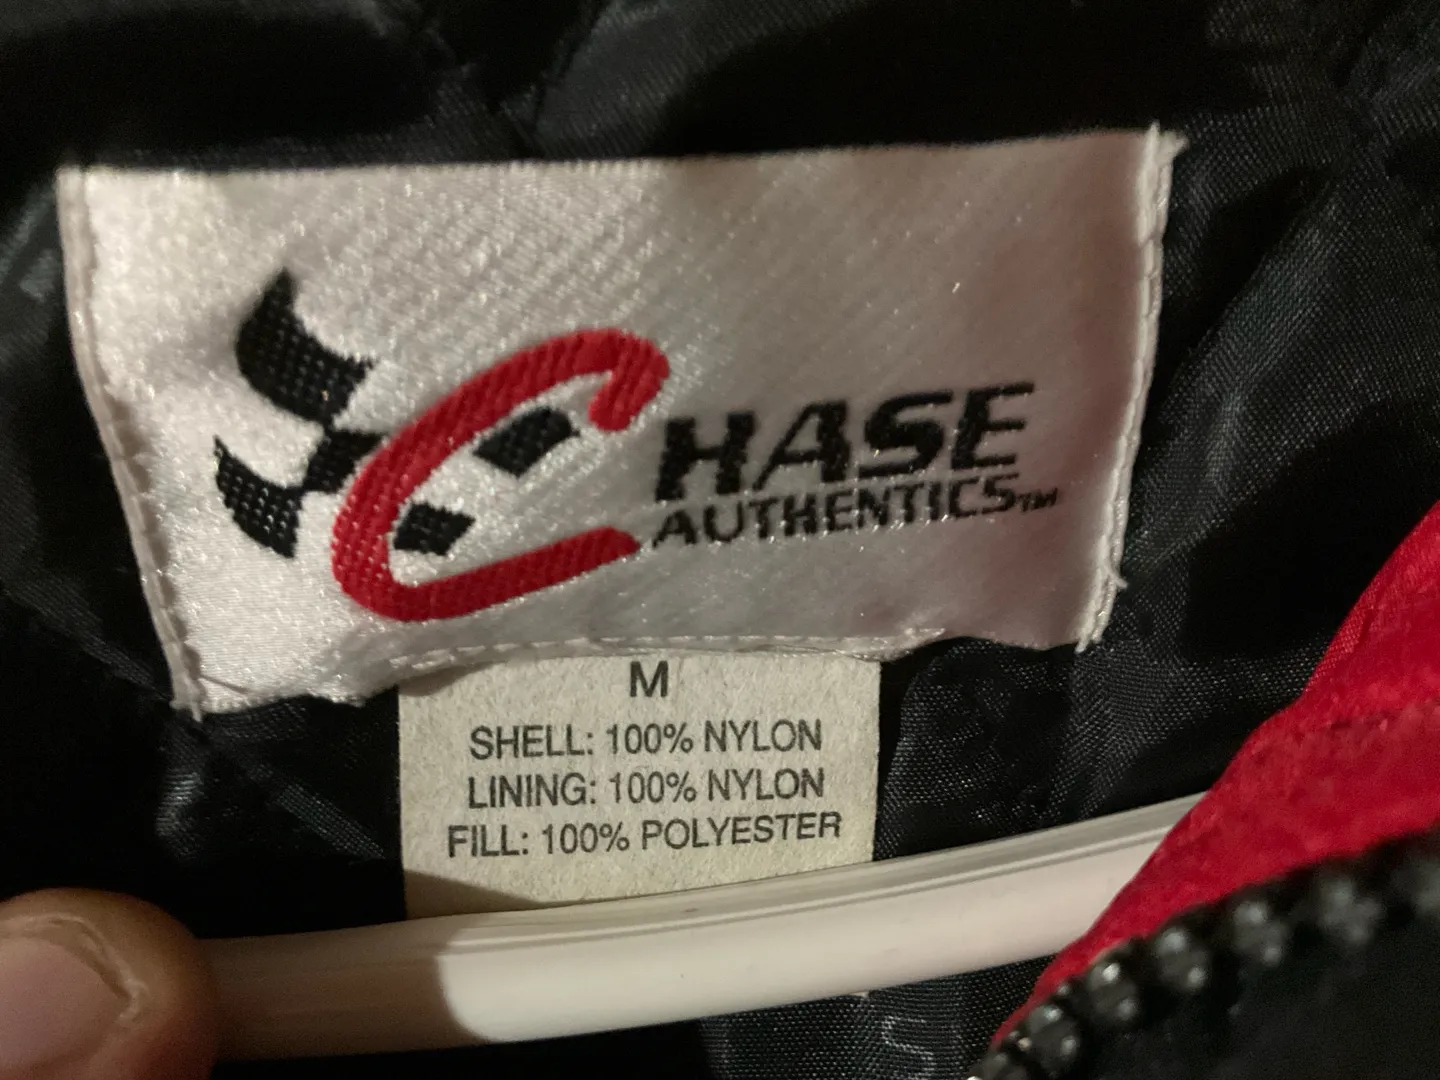 CHASE
AUTHENTICS™
M
SHELL: 100% NYLON
LINING: 100% NYLON
FILL: 100% POLYESTER